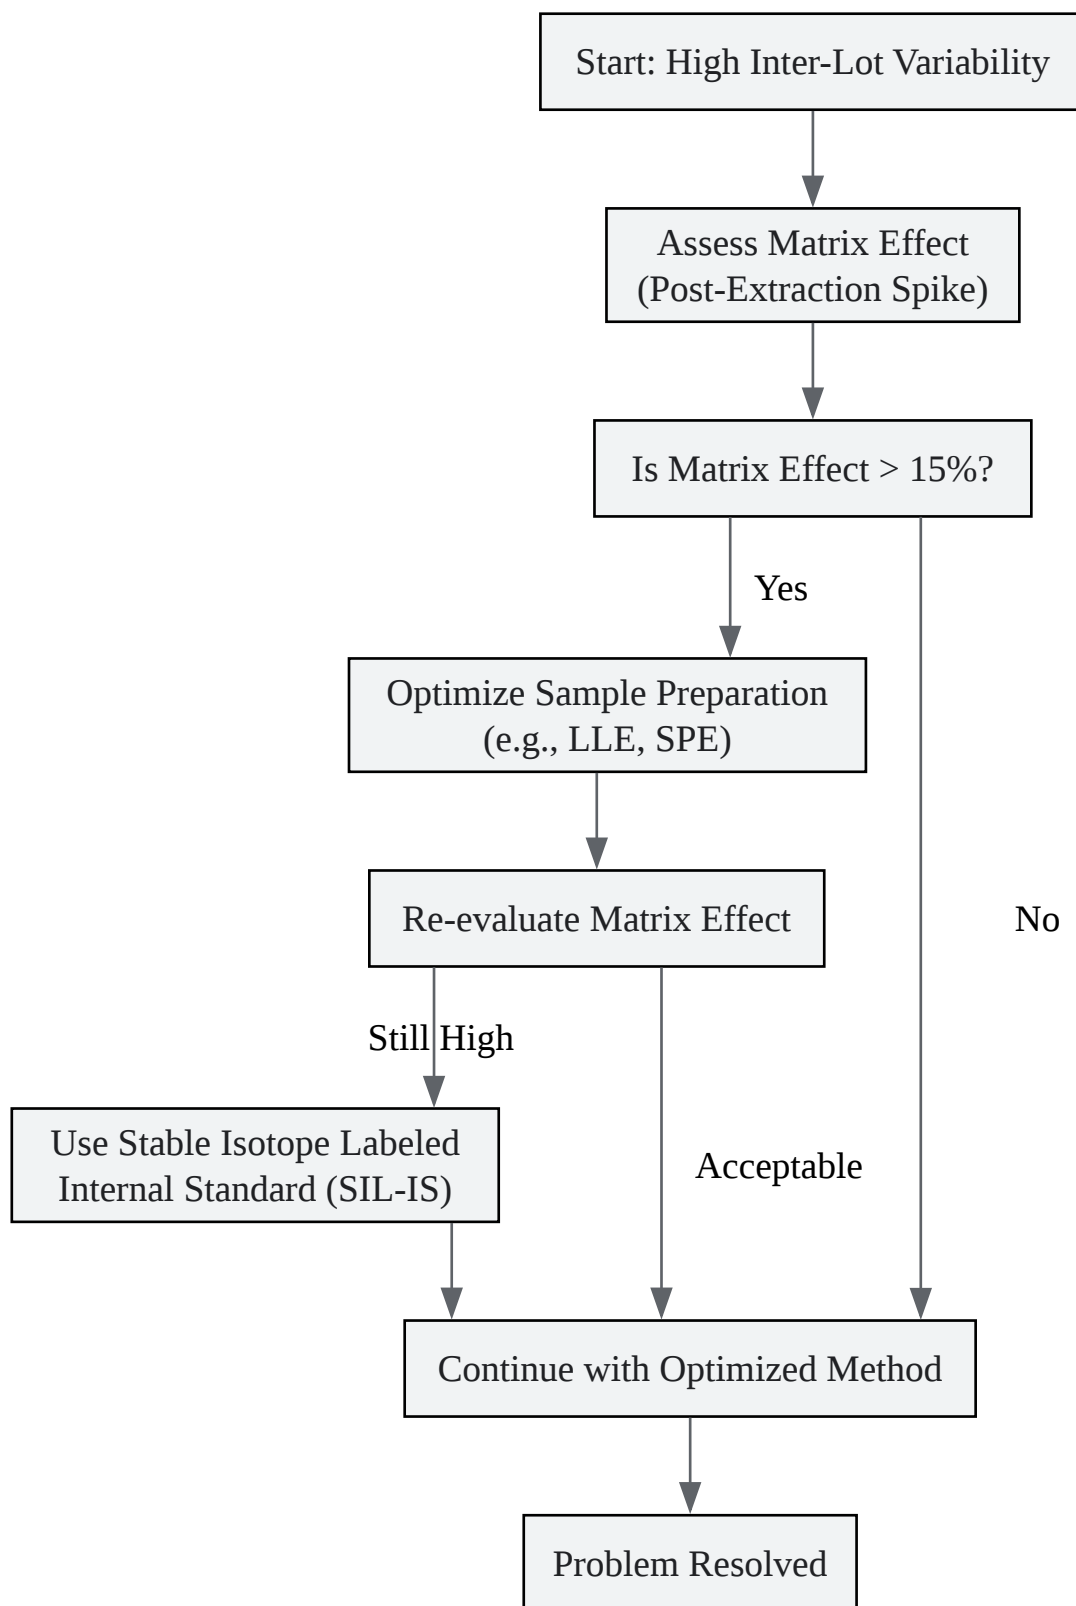 Start: High Inter-Lot Variability
Assess Matrix Effect
(Post-Extraction Spike)
Is Matrix Effect > 15%?
Yes
Optimize Sample Preparation
(e.g., LLE, SPE)
Re-evaluate Matrix Effect
No
Still High
Use Stable Isotope Labeled
Internal Standard (SIL-IS)
Acceptable
Continue with Optimized Method
Problem Resolved